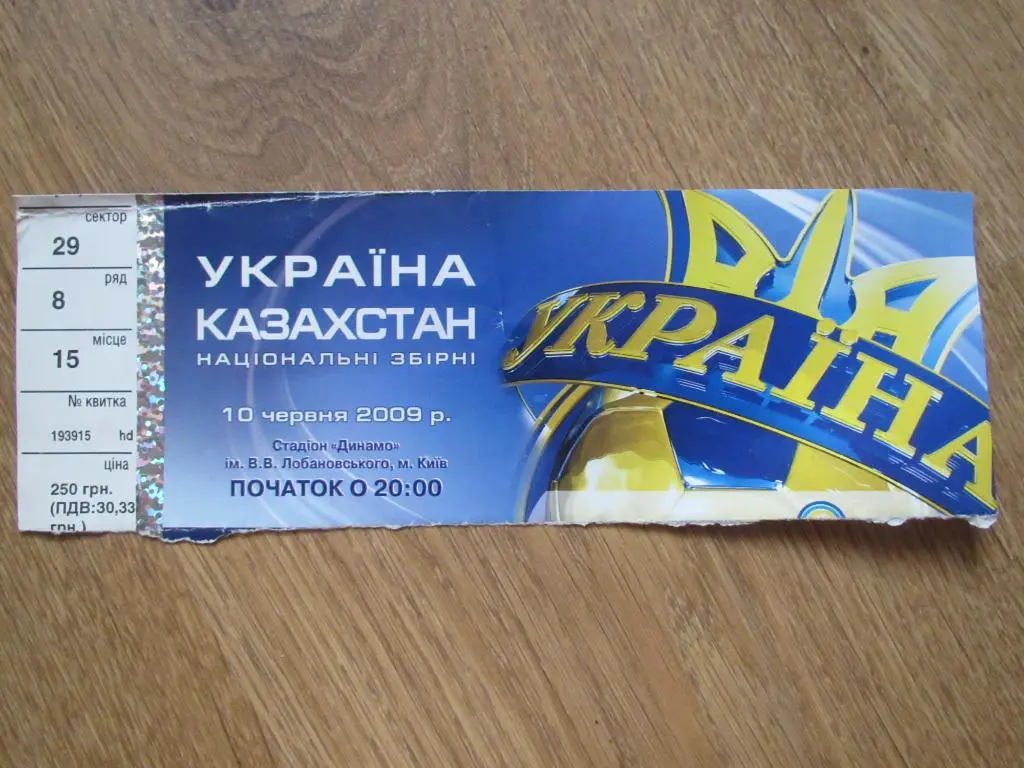 сектор
29
ряд
8
місце
15
№ квитка
193915 hd
ціна
250 грн.
(ПДВ:30,33
грн.)
УКРАЇНА
КАЗАХСТАН
НАЦІОНАЛЬНІ ЗБІРНІ
10 червня 2009 р.
Стадіон «Динамо»
ім. В.В. Лобановського, м. Київ
ПОЧАТОК О 20:00
УКРАЇНА